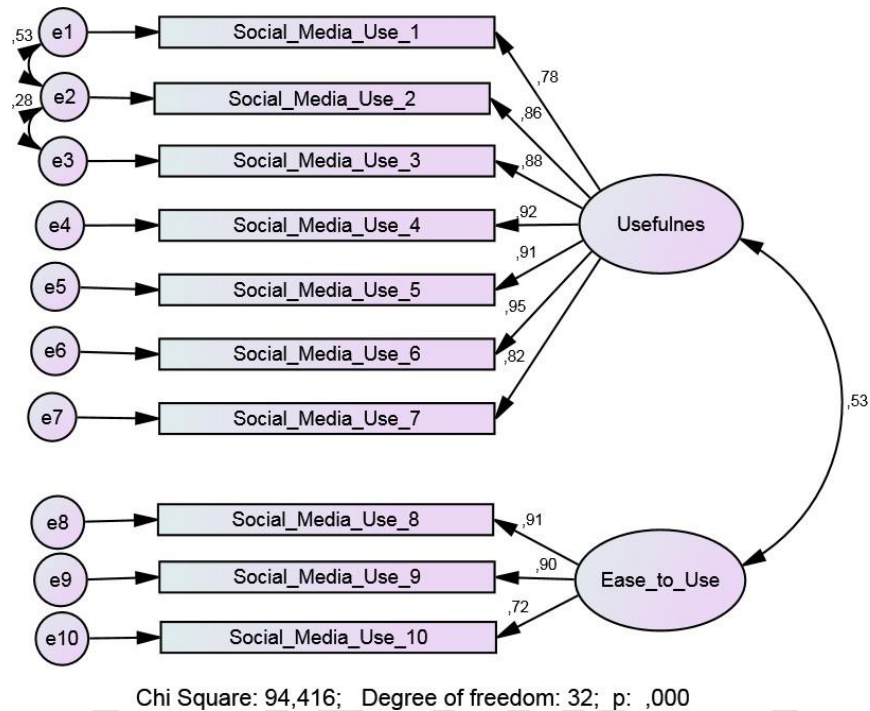 e1
Social_Media_Use_1
,53
,78
e2
Social_Media_Use_2
,28
,86
e3
Social_Media_Use_3
,88
e4
Social_Media_Use_4
,92
Usefulnes
e5
Social_Media_Use_5
,91
e6
Social_Media_Use_6
,95
e7
Social_Media_Use_7
,82
,53
e8
Social_Media_Use_8
,91
e9
Social_Media_Use_9
,90
Ease_to_Use
e10
Social_Media_Use_10
,72
Chi Square: 94,416; Degree of freedom: 32; p: ,000